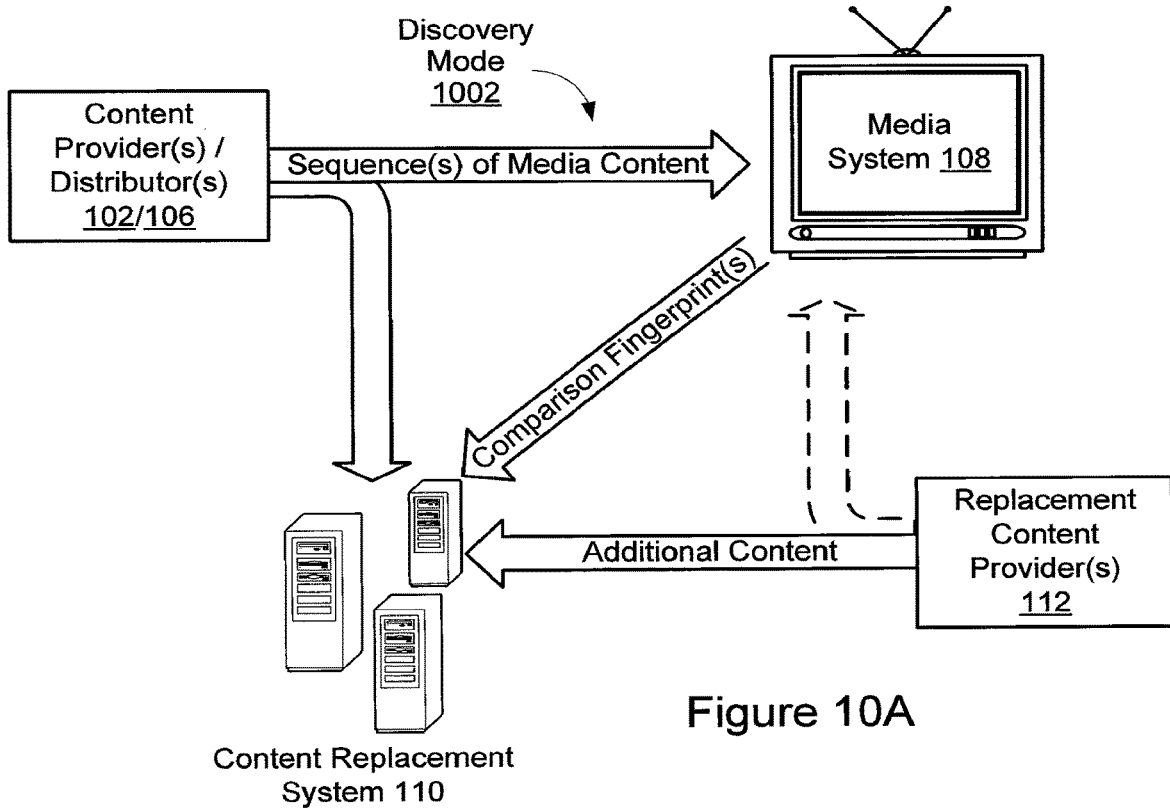 Discovery
Mode
1002
Content
Provider(s) /
Distributor(s)
102/106
Sequence(s) of Media Content
Media
System 108
Comparison Fingerprint(s)
Additional Content
Replacement
Content
Provider(s)
112
Content Replacement
System 110
Figure 10A